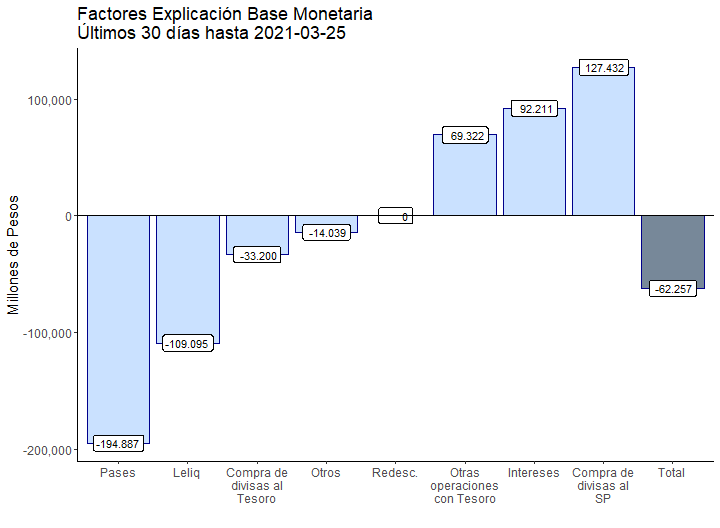 Factores Explicación Base Monetaria
Últimos 30 días hasta 2021-03-25
Millones de Pesos
100,000
0
-100,000
-200,000
-194.887
-109.095
-33.200
-14.039
0
69.322
92.211
127.432
-62.257
Pases
Leliq
Compra de
divisas al
Tesoro
Otros
Redesc.
Otras
operaciones
con Tesoro
Intereses
Compra de
divisas al
SP
Total